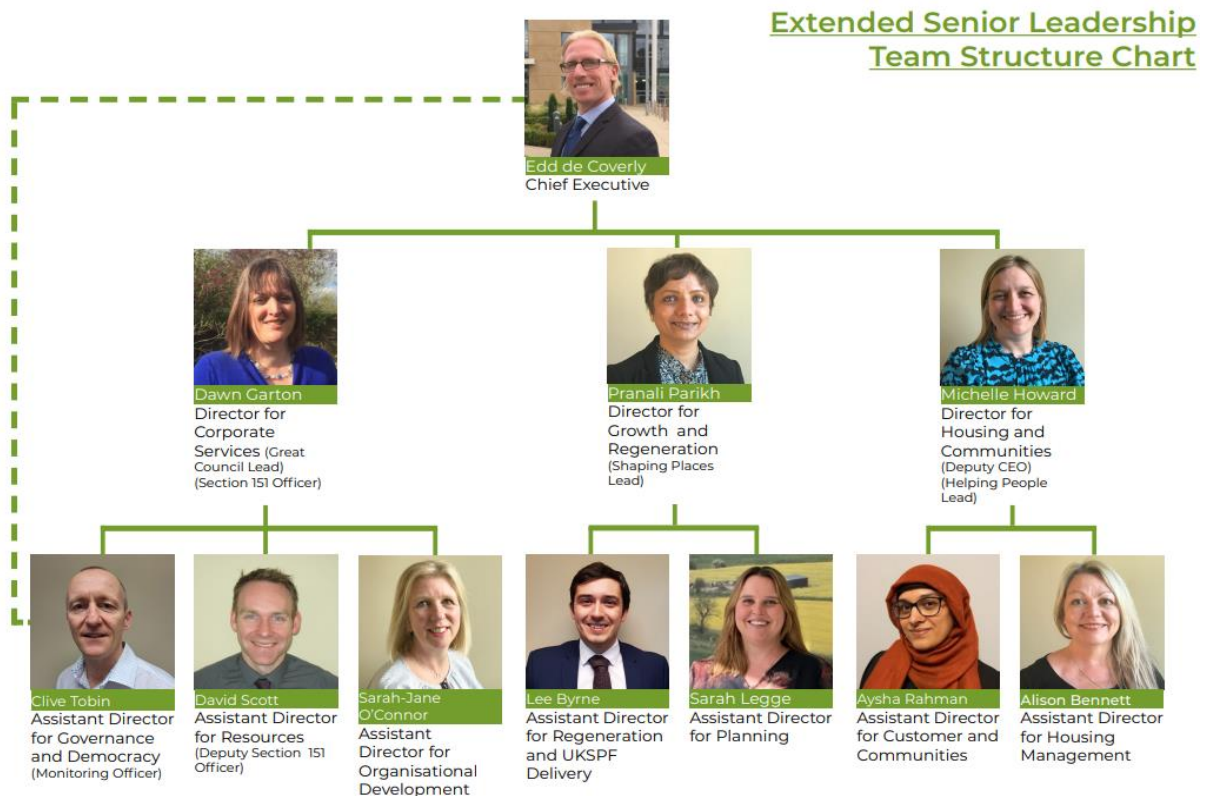 Extended Senior Leadership
Team Structure Chart
Edd de Coverly
Chief Executive
Dawn Garton
Director for
Corporate
Services (Great
Council Lead)
(Section 151 Officer)
Pranali Parikh
Director for
Growth and
Regeneration
(Shaping Places
Lead)
Michelle Howard
Director for
Housing and
Communities
(Deputy CEO)
(Helping People
Lead)
Clive Tobin
Assistant Director
for Governance
and Democracy
(Monitoring Officer)
David Scott
Assistant Director
for Resources
(Deputy Section 151
Officer)
Sarah-Jane
O'Connor
Assistant
Director for
Organisational
Development
Lee Byrne
Assistant Director
for Regeneration
and UKSPF
Delivery
Sarah Legge
Assistant Director
for Planning
Aysha Rahman
Assistant Director
for Customer and
Communities
Alison Bennett
Assistant Director
for Housing
Management